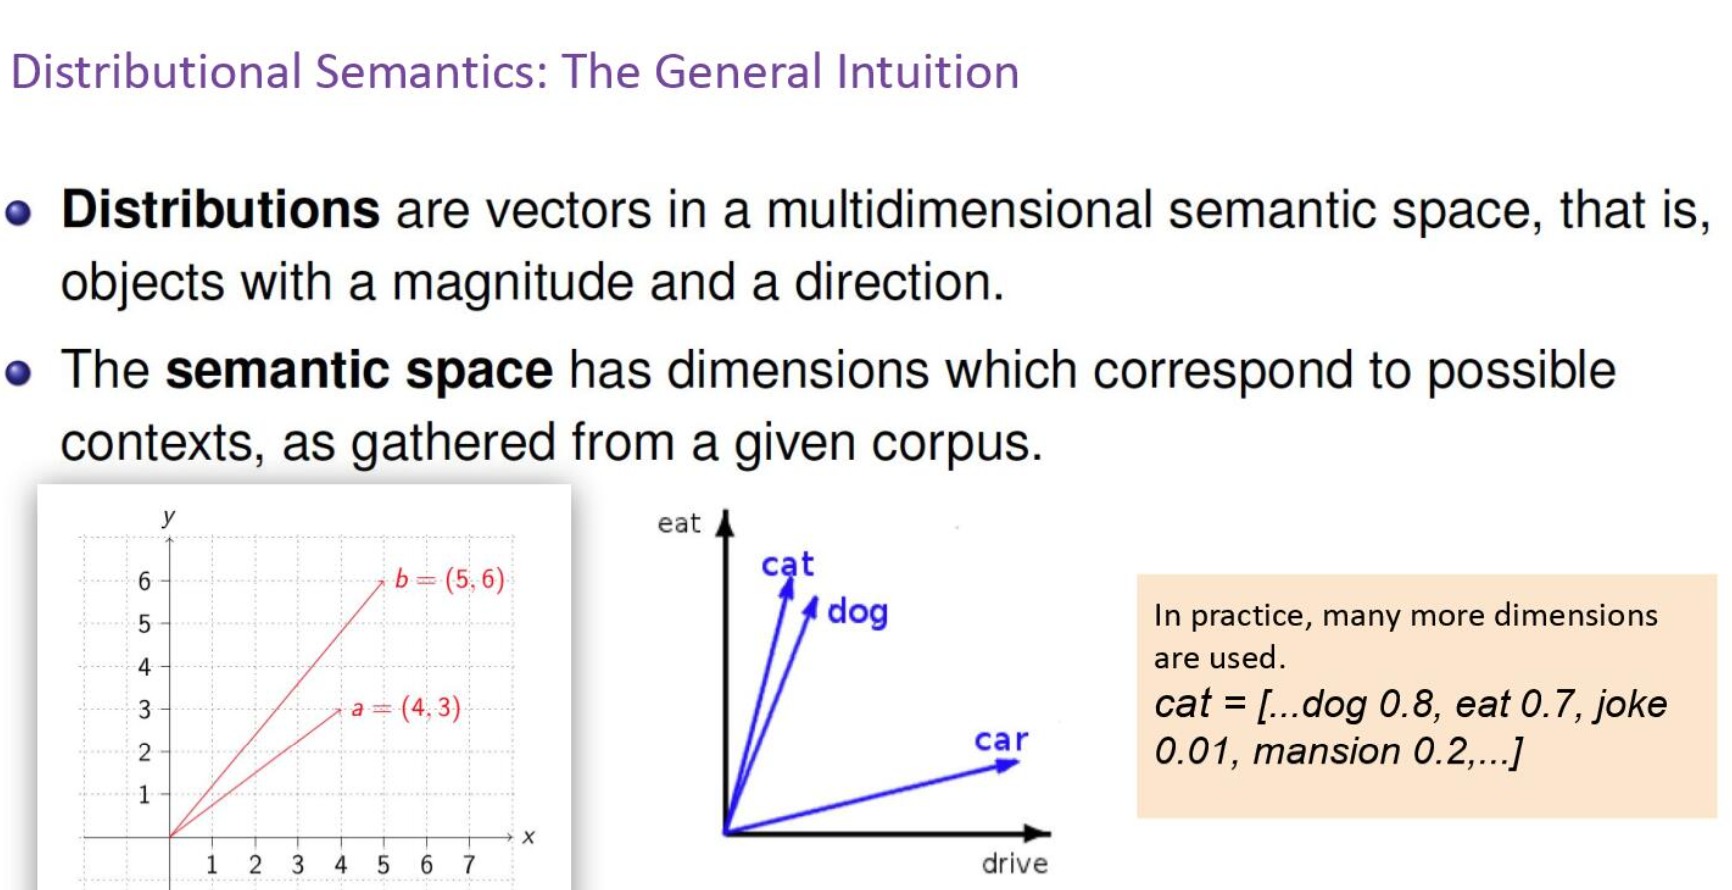 Distributional Semantics: The General Intuition
Distributions are vectors in a multidimensional semantic space, that is,
objects with a magnitude and a direction.
The semantic space has dimensions which correspond to possible
contexts, as gathered from a given corpus.
y
6
5
4
3
2
1
b = (5, 6)
a = (4, 3)
x
1 2 3 4 5 6 7
eat
cat
dog
car
drive
In practice, many more dimensions
are used.
cat = [...dog 0.8, eat 0.7, joke
0.01, mansion 0.2,...]